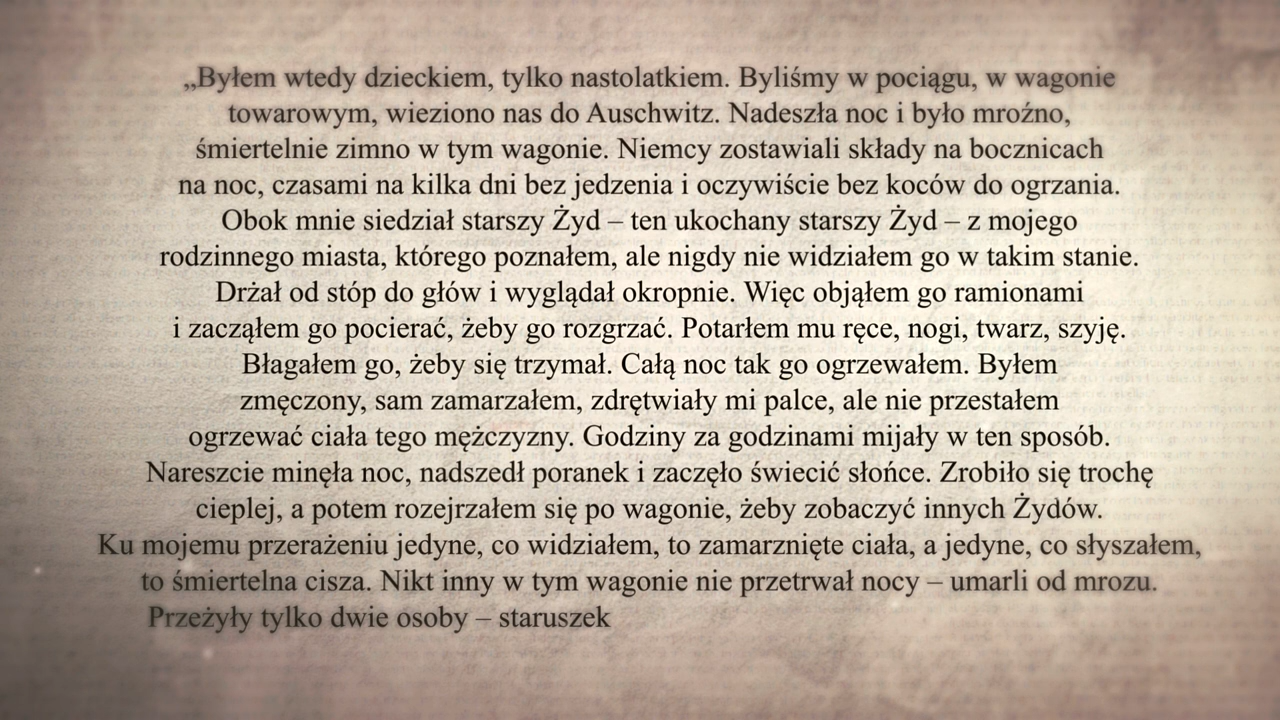 „Byłem wtedy dzieckiem, tylko nastolatkiem. Byliśmy w pociągu, w wagonie
towarowym, wieziono nas do Auschwitz. Nadeszła noc i było mroźno,
śmiertelnie zimno w tym wagonie. Niemcy zostawiali składy na bocznicach
na noc, czasami na kilka dni bez jedzenia i oczywiście bez koców do ogrzania.
Obok mnie siedział starszy Żyd – ten ukochany starszy Żyd – z mojego
rodzinnego miasta, którego poznałem, ale nigdy nie widziałem go w takim stanie.
Drżał od stóp do głów i wyglądał okropnie. Więc objąłem go ramionami
i zacząłem go pocierać, żeby go rozgrzać. Potarłem mu ręce, nogi, twarz, szyję.
Błagałem go, żeby się trzymał. Całą noc tak go ogrzewałem. Byłem
zmęczony, sam zamarzałem, zdrętwiały mi palce, ale nie przestałem
ogrzewać ciała tego mężczyzny. Godziny za godzinami mijały w ten sposób.
Nareszcie minęła noc, nadszedł poranek i zaczęło świecić słońce. Zrobiło się trochę
cieplej, a potem rozejrzałem się po wagonie, żeby zobaczyć innych Żydów.
Ku mojemu przerażeniu jedyne, co widziałem, to zamarznięte ciała, a jedyne, co słyszałem,
to śmiertelna cisza. Nikt inny w tym wagonie nie przetrwał nocy – umarli od mrozu.
Przeżyły tylko dwie osoby – staruszek